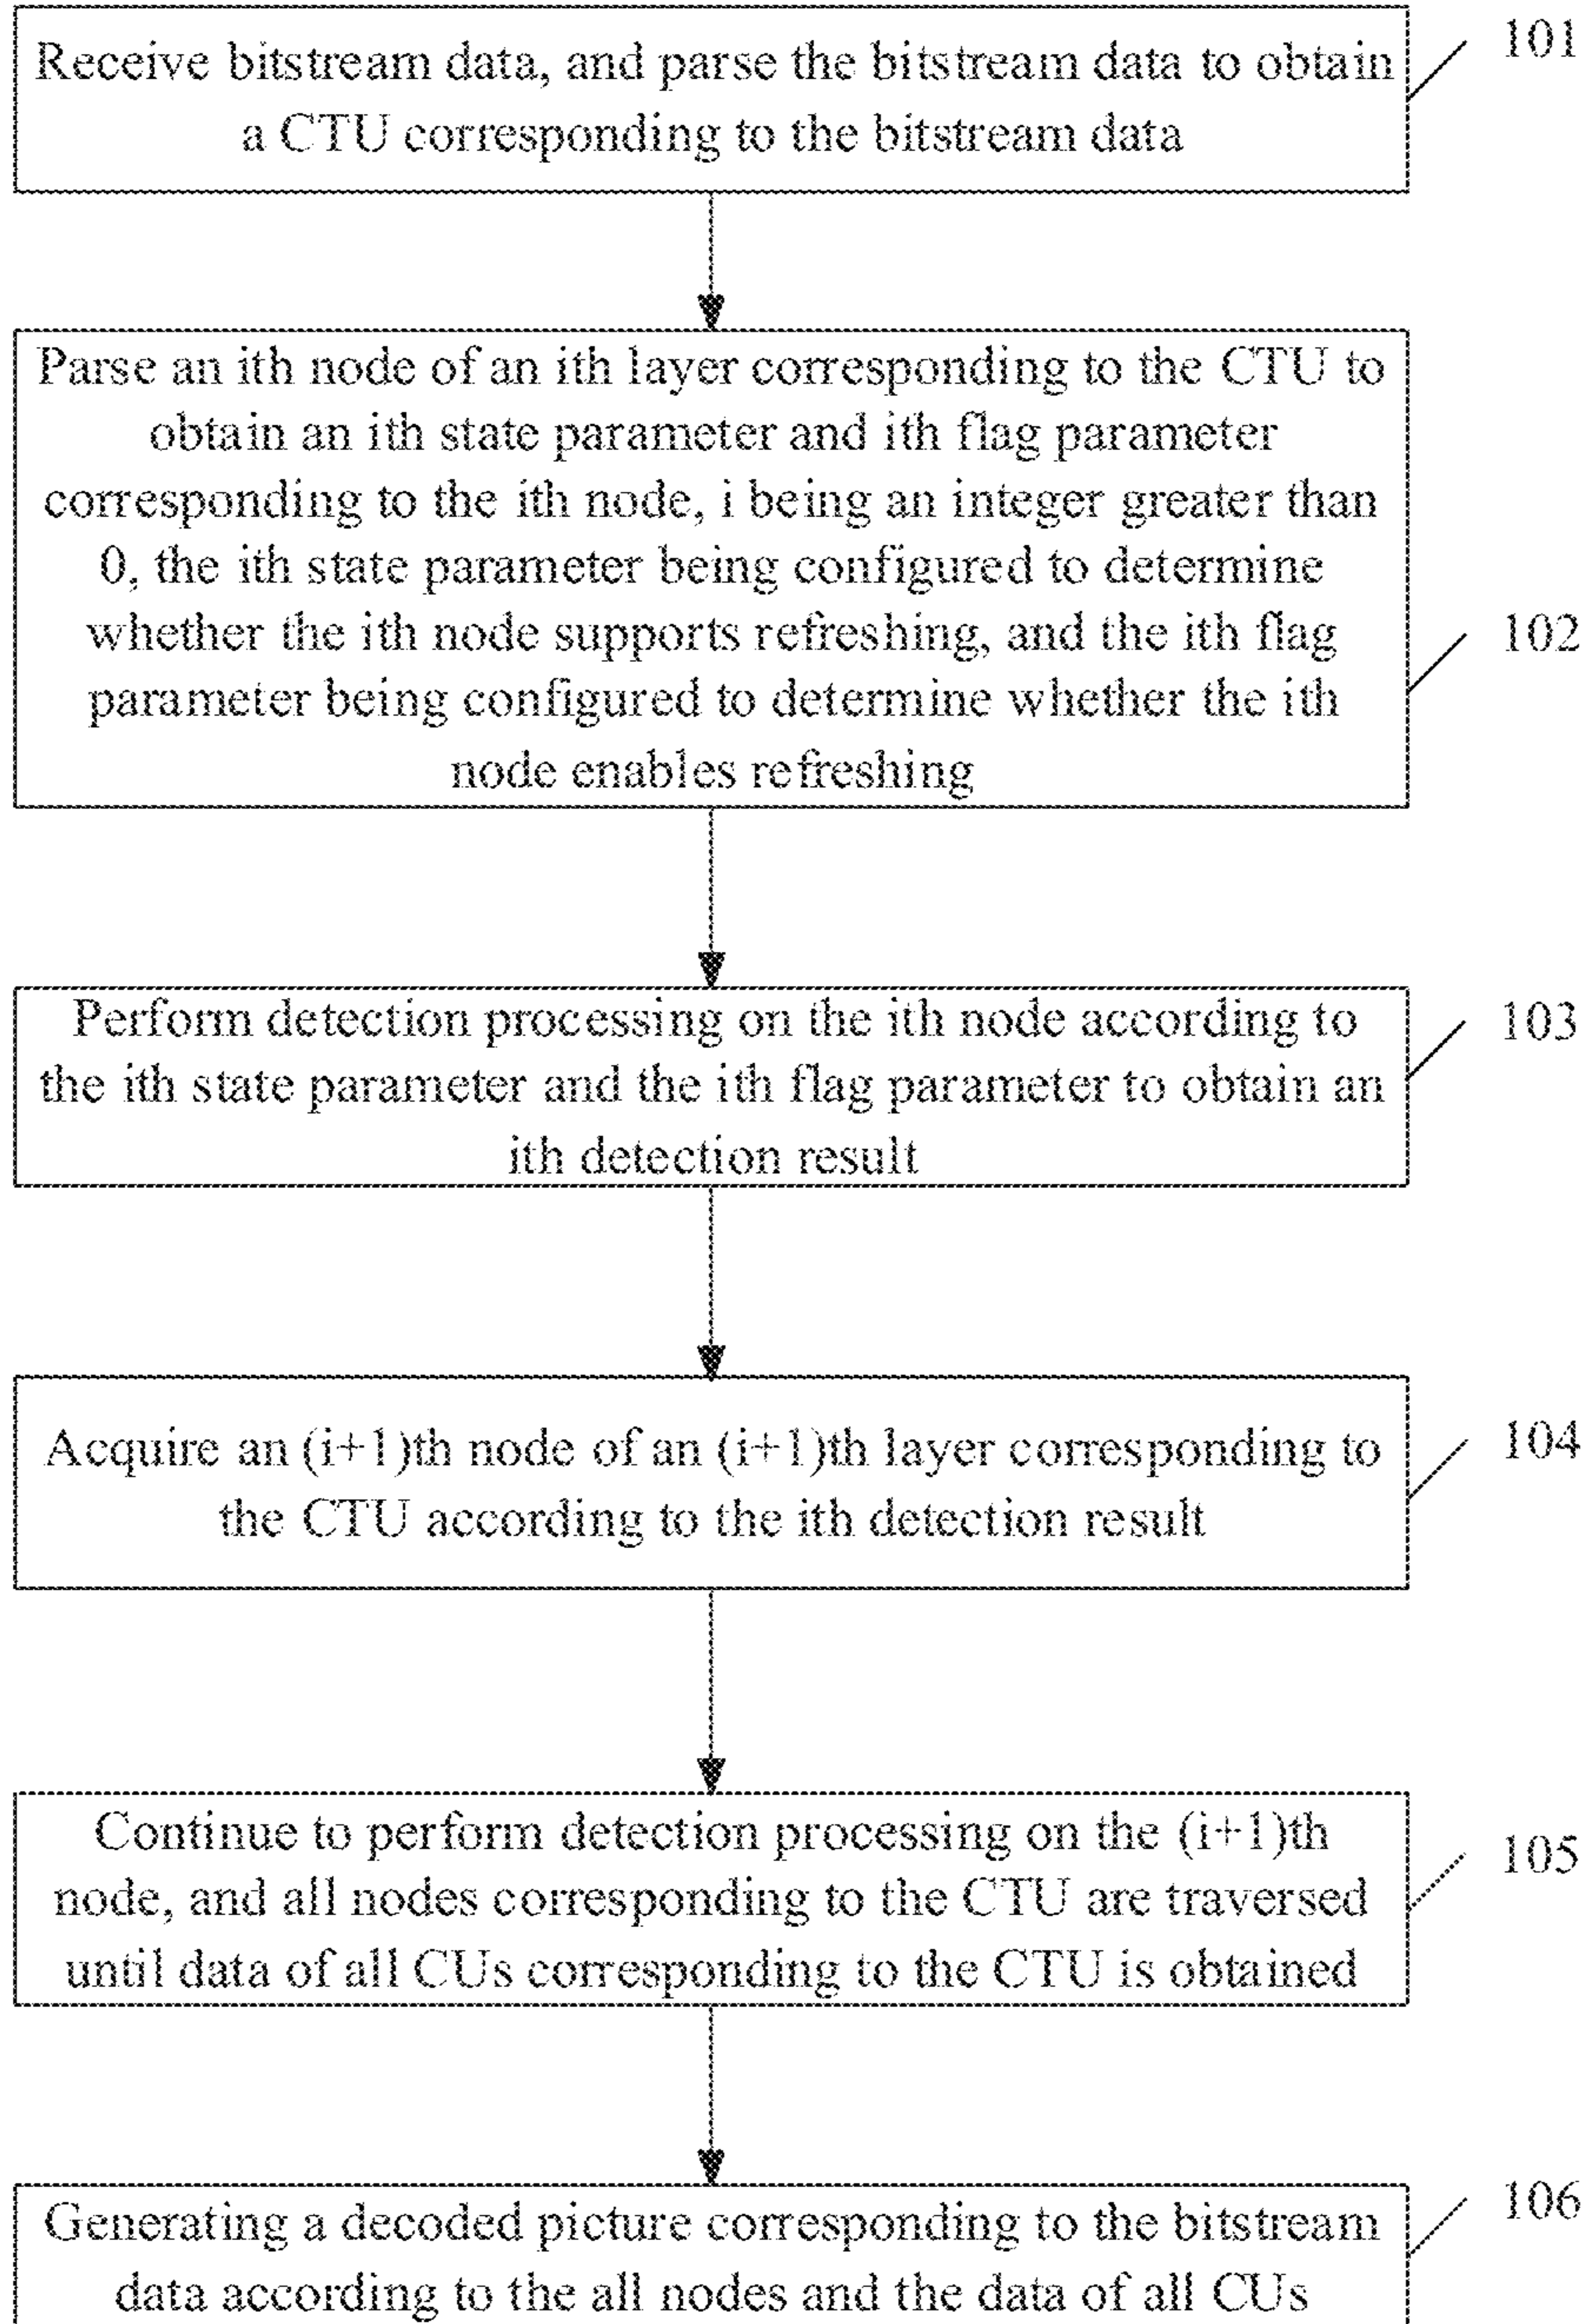 Receive bitstream data, and parse the bitstream data to obtain
a CTU corresponding to the bitstream data
101
Parse an ith node of an ith layer corresponding to the CTU to
obtain an ith state parameter and ith flag parameter
corresponding to the ith node, i being an integer greater than
0, the ith state parameter being configured to determine
whether the ith node supports refreshing, and the ith flag
parameter being configured to determine whether the ith
node enables refreshing
102
Perform detection processing on the ith node according to
the ith state parameter and the ith flag parameter to obtain an
ith detection result
103
Acquire an (i+1)th node of an (i+1)th layer corresponding to
the CTU according to the ith detection result
104
Continue to perform detection processing on the (i+1)th
node, and all nodes corresponding to the CTU are traversed
until data of all CUs corresponding to the CTU is obtained
105
Generating a decoded picture corresponding to the bitstream
data according to the all nodes and the data of all CUs
106